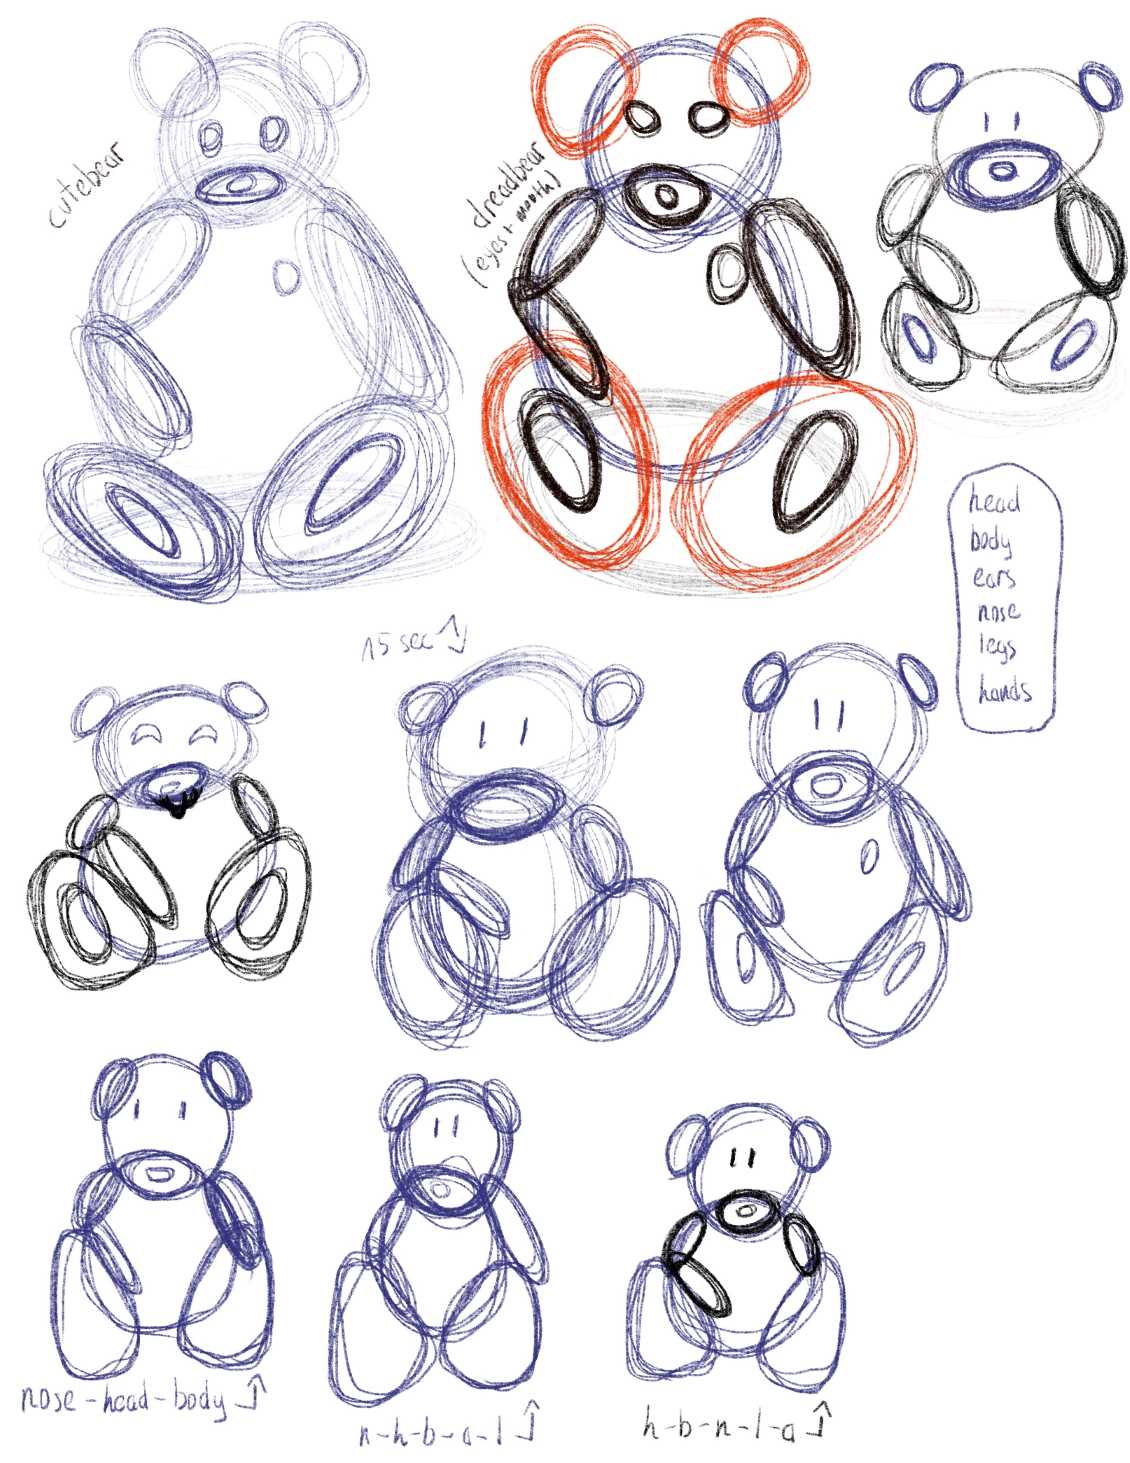 cutebear
dreadbear
(eyes+mouth)
head
body
ears
nose
legs
hands
15 sec
nose-head-body
n-h-b-a-l
h-b-n-l-a